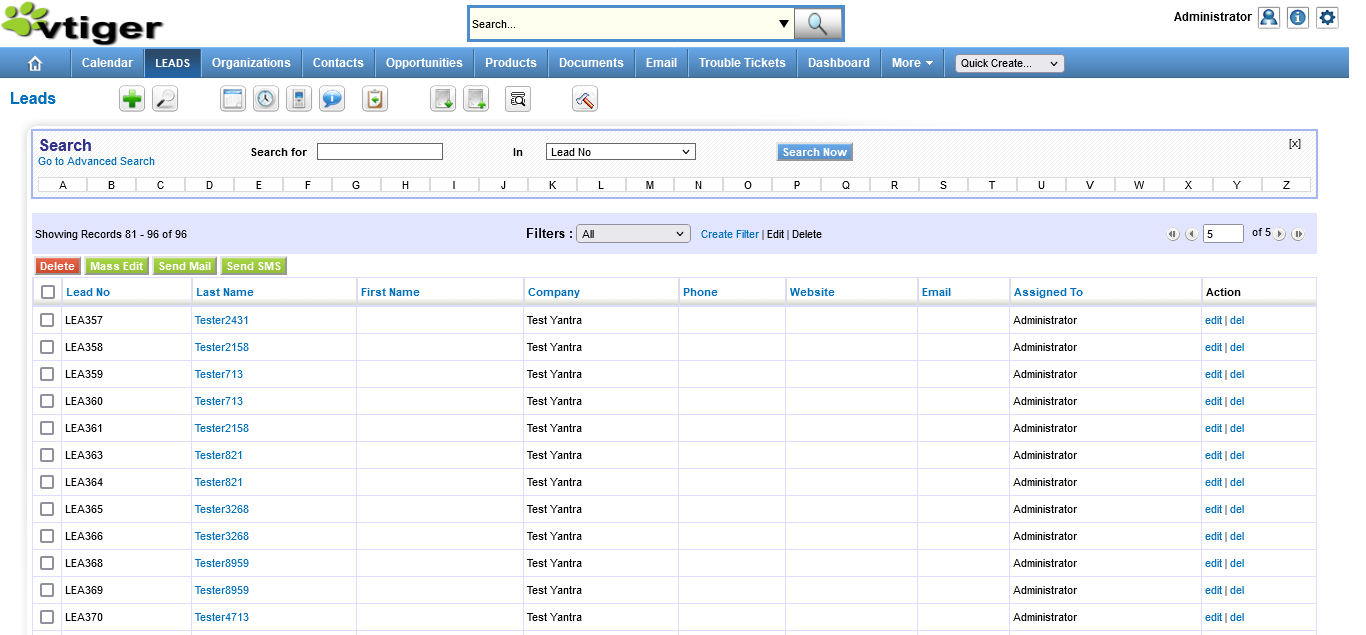 vtiger
Search...
Administrator
Calendar LEADS Organizations Contacts Opportunities Products Documents Email Trouble Tickets Dashboard More Quick Create...
Leads
Search
Go to Advanced Search
Search for In Lead No Search Now [X]
A B C D E F G H I J K L M N O P Q R S T U V W X Y Z
Showing Records 81 - 96 of 96 Filters : All Create Filter | Edit | Delete 5 of 5
Delete Mass Edit Send Mail Send SMS
Lead No Last Name First Name Company Phone Website Email Assigned To Action
LEA357 Tester2431 Test Yantra Administrator edit | del
LEA358 Tester2158 Test Yantra Administrator edit | del
LEA359 Tester713 Test Yantra Administrator edit | del
LEA360 Tester713 Test Yantra Administrator edit | del
LEA361 Tester2158 Test Yantra Administrator edit | del
LEA363 Tester821 Test Yantra Administrator edit | del
LEA364 Tester821 Test Yantra Administrator edit | del
LEA365 Tester3268 Test Yantra Administrator edit | del
LEA366 Tester3268 Test Yantra Administrator edit | del
LEA368 Tester8959 Test Yantra Administrator edit | del
LEA369 Tester8959 Test Yantra Administrator edit | del
LEA370 Tester4713 Test Yantra Administrator edit | del